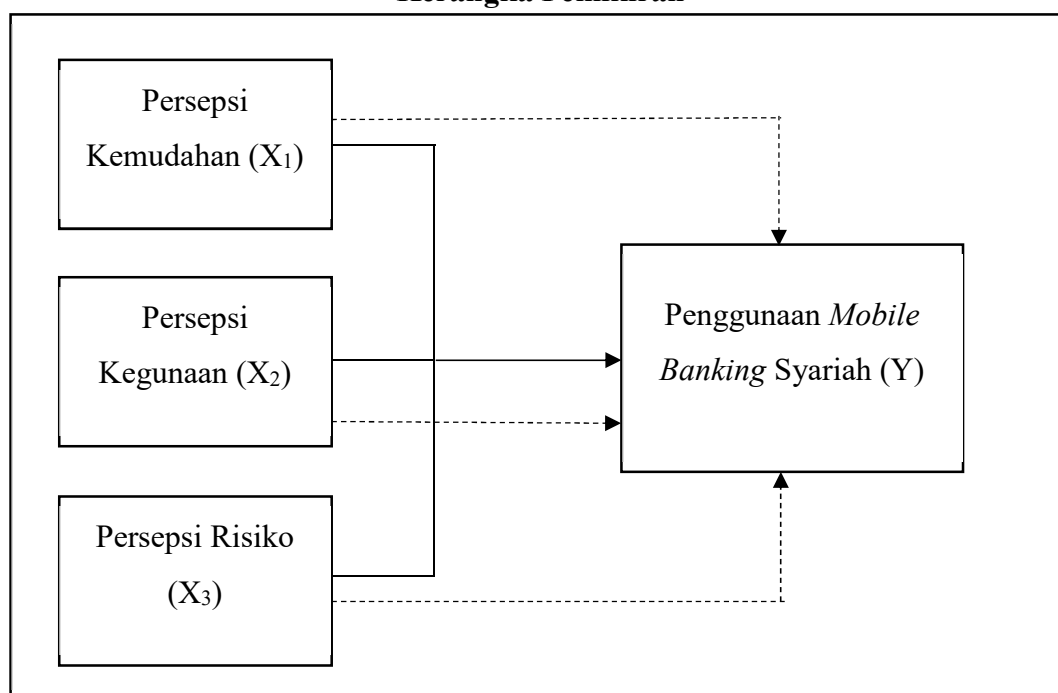 Kerangka Pemikiran
Persepsi
Kemudahan (X1)
Persepsi
Kegunaan (X2)
Persepsi Risiko
(X3)
Penggunaan Mobile
Banking Syariah (Y)